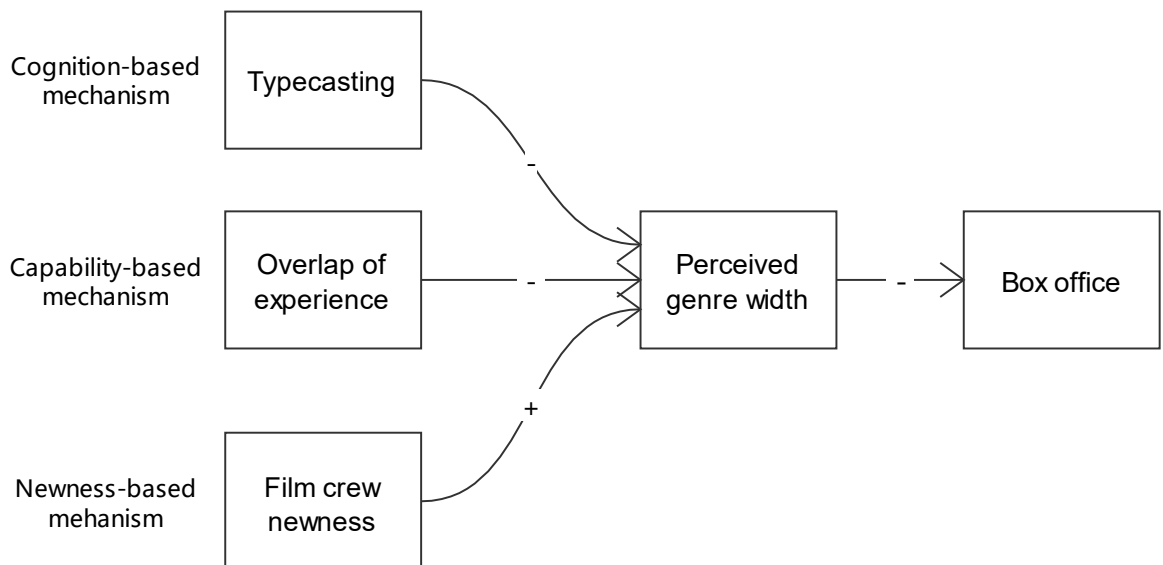 Cognition-based
mechanism
Typecasting
-
Capability-based
mechanism
Overlap of
experience
-
Perceived
genre width
-
Box office
+
Newness-based
mehanism
Film crew
newness